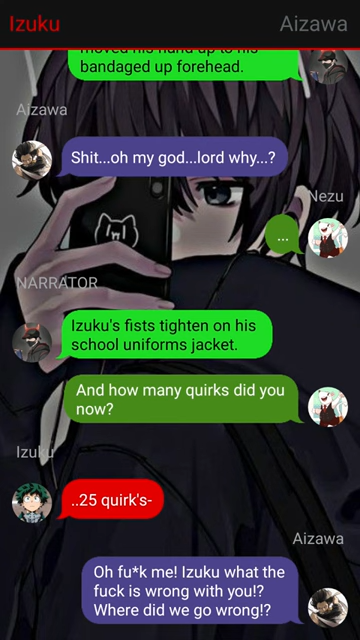 Izuku
Aizawa
moved his hand up to his
bandaged up forehead.
Aizawa
Shit...oh my god...lord why...?
Nezu
...
NARRATOR
Izuku's fists tighten on his
school uniforms jacket.
And how many quirks did you
now?
Izuku
..25 quirk's-
Aizawa
Oh fu*k me! Izuku what the
fuck is wrong with you!?
Where did we go wrong!?